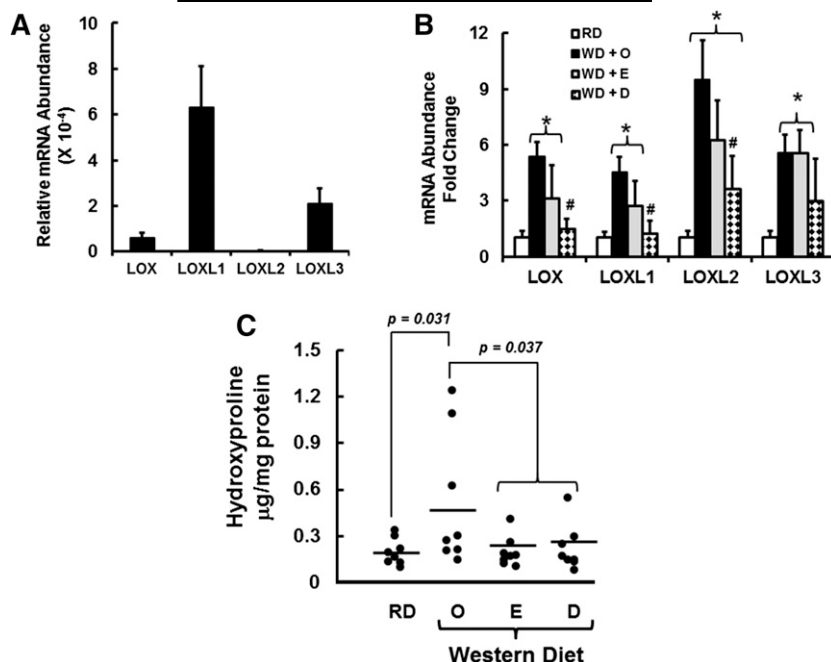 A
Relative mRNA Abundance
(X 10⁻⁴)
10
8
6
4
2
0
LOX
LOXL1
LOXL2
LOXL3
B
mRNA Abundance
Fold Change
12
9
6
3
0
RD
WD + O
WD + E
WD + D
*
*
*
*
#
#
#
LOX
LOXL1
LOXL2
LOXL3
C
Hydroxyproline
µg/mg protein
1.5
1.2
0.9
0.6
0.3
0
p = 0.031
p = 0.037
RD
O
E
D
Western Diet